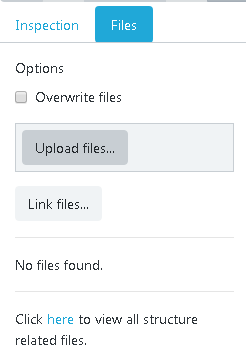 Inspection Files
Options
Overwrite files
Upload files...
Link files...
No files found.
Click here to view all structure
related files.